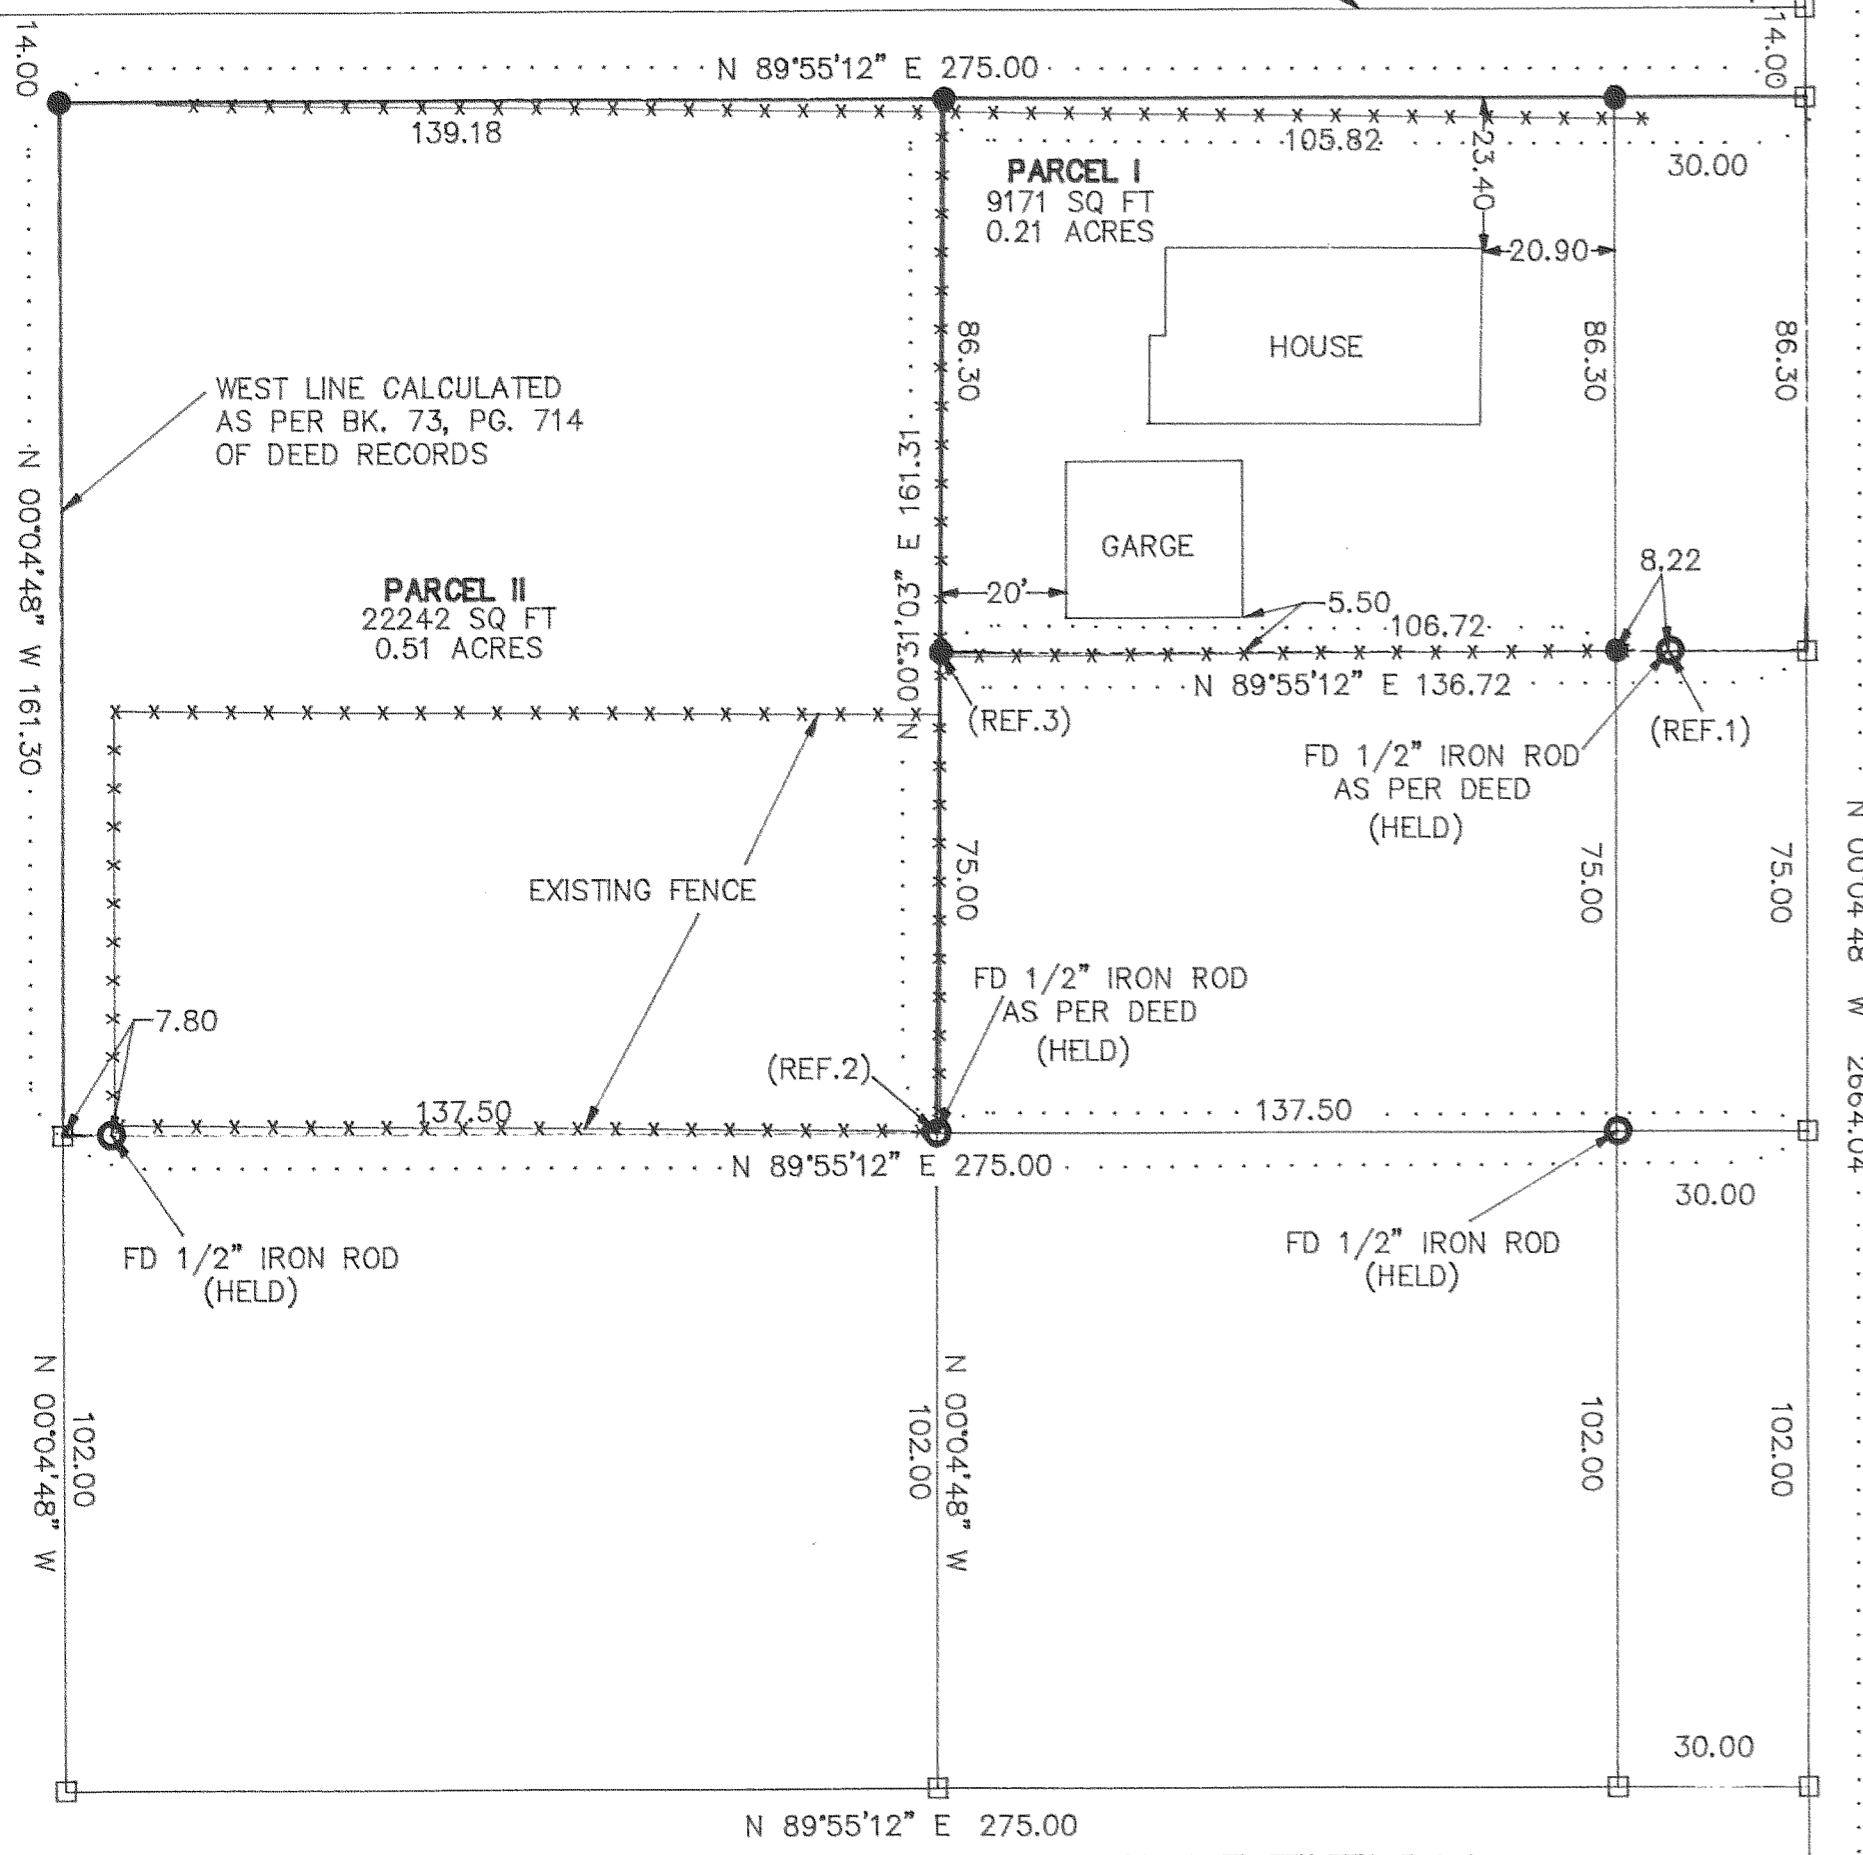 14.00
14.00
N 89°55'12" E 275.00
139.18
105.82
30.00
PARCEL I
9171 SQ FT
0.21 ACRES
23.40
20.90
HOUSE
86.30
86.30
86.30
WEST LINE CALCULATED
AS PER BK. 73, PG. 714
OF DEED RECORDS
N 00°04'48" W 161.30
N 00°31'03" E 161.31
GARGE
20'
5.50
8.22
PARCEL II
22242 SQ FT
0.51 ACRES
106.72
N 89°55'12" E 136.72
(REF.3)
(REF.1)
FD 1/2" IRON ROD
AS PER DEED
(HELD)
75.00
75.00
75.00
N 00°04'48" W 2664.04
EXISTING FENCE
FD 1/2" IRON ROD
AS PER DEED
(HELD)
7.80
(REF.2)
137.50
137.50
N 89°55'12" E 275.00
30.00
FD 1/2" IRON ROD
(HELD)
FD 1/2" IRON ROD
(HELD)
N 00°04'48" W
102.00
102.00
N 00°04'48" W
102.00
102.00
30.00
N 89°55'12" E 275.00